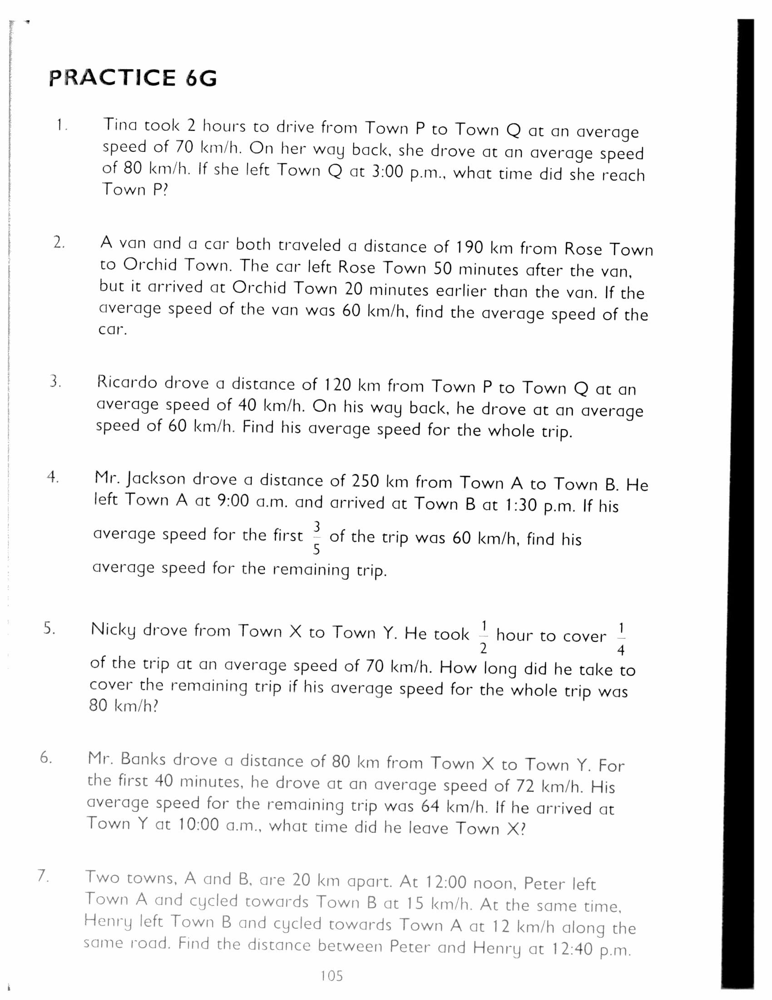 PRACTICE 6G
1. Tina took 2 hours to drive from Town P to Town Q at an average
speed of 70 km/h. On her way back, she drove at an average speed
of 80 km/h. If she left Town Q at 3:00 p.m., what time did she reach
Town P?
2. A van and a car both traveled a distance of 190 km from Rose Town
to Orchid Town. The car left Rose Town 50 minutes after the van,
but it arrived at Orchid Town 20 minutes earlier than the van. If the
average speed of the van was 60 km/h, find the average speed of the
car.
3. Ricardo drove a distance of 120 km from Town P to Town Q at an
average speed of 40 km/h. On his way back, he drove at an average
speed of 60 km/h. Find his average speed for the whole trip.
4. Mr. Jackson drove a distance of 250 km from Town A to Town B. He
left Town A at 9:00 a.m. and arrived at Town B at 1:30 p.m. If his
average speed for the first 3/5 of the trip was 60 km/h, find his
average speed for the remaining trip.
5. Nicky drove from Town X to Town Y. He took 1/2 hour to cover 1/4
of the trip at an average speed of 70 km/h. How long did he take to
cover the remaining trip if his average speed for the whole trip was
80 km/h?
6. Mr. Banks drove a distance of 80 km from Town X to Town Y. For
the first 40 minutes, he drove at an average speed of 72 km/h. His
average speed for the remaining trip was 64 km/h. If he arrived at
Town Y at 10:00 a.m., what time did he leave Town X?
7. Two towns, A and B, are 20 km apart. At 12:00 noon, Peter left
Town A and cycled towards Town B at 15 km/h. At the same time,
Henry left Town B and cycled towards Town A at 12 km/h along the
same road. Find the distance between Peter and Henry at 12:40 p.m.
105